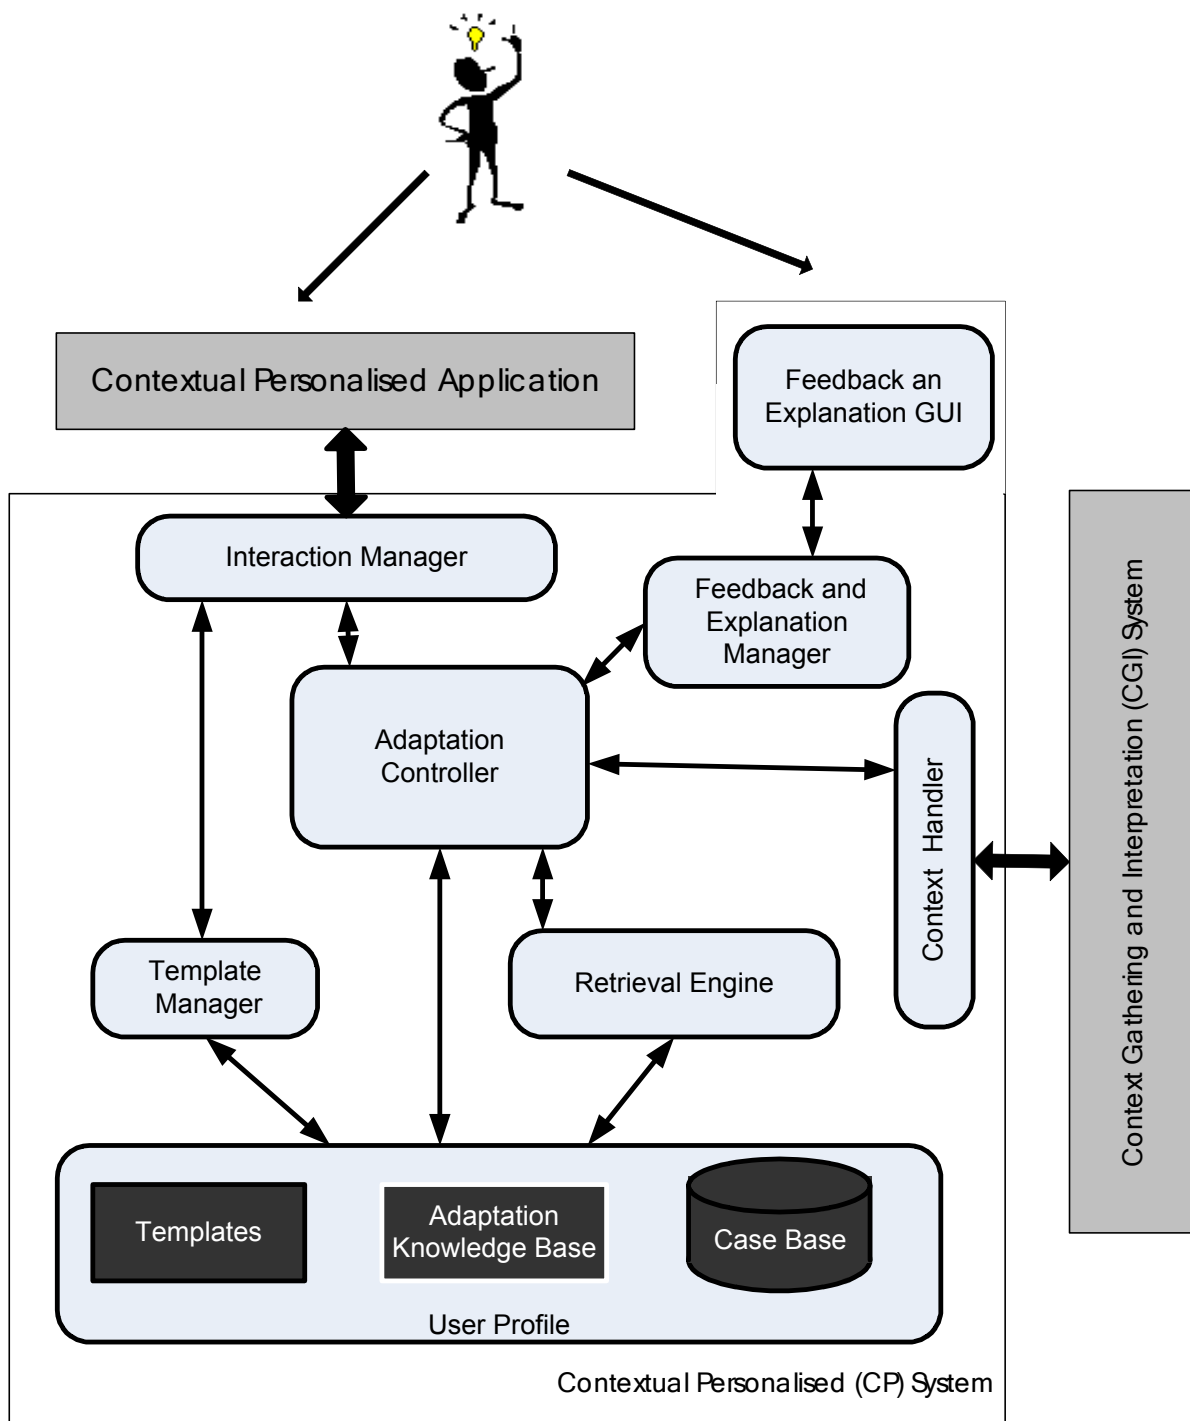 Contextual Personalised Application
Feedback an
Explanation GUI
Interaction Manager
Feedback and
Explanation
Manager
Adaptation
Controller
Context Handler
Context Gathering and Interpretation (CGI) System
Template
Manager
Retrieval Engine
Templates
Adaptation
Knowledge Base
Case Base
User Profile
Contextual Personalised (CP) System